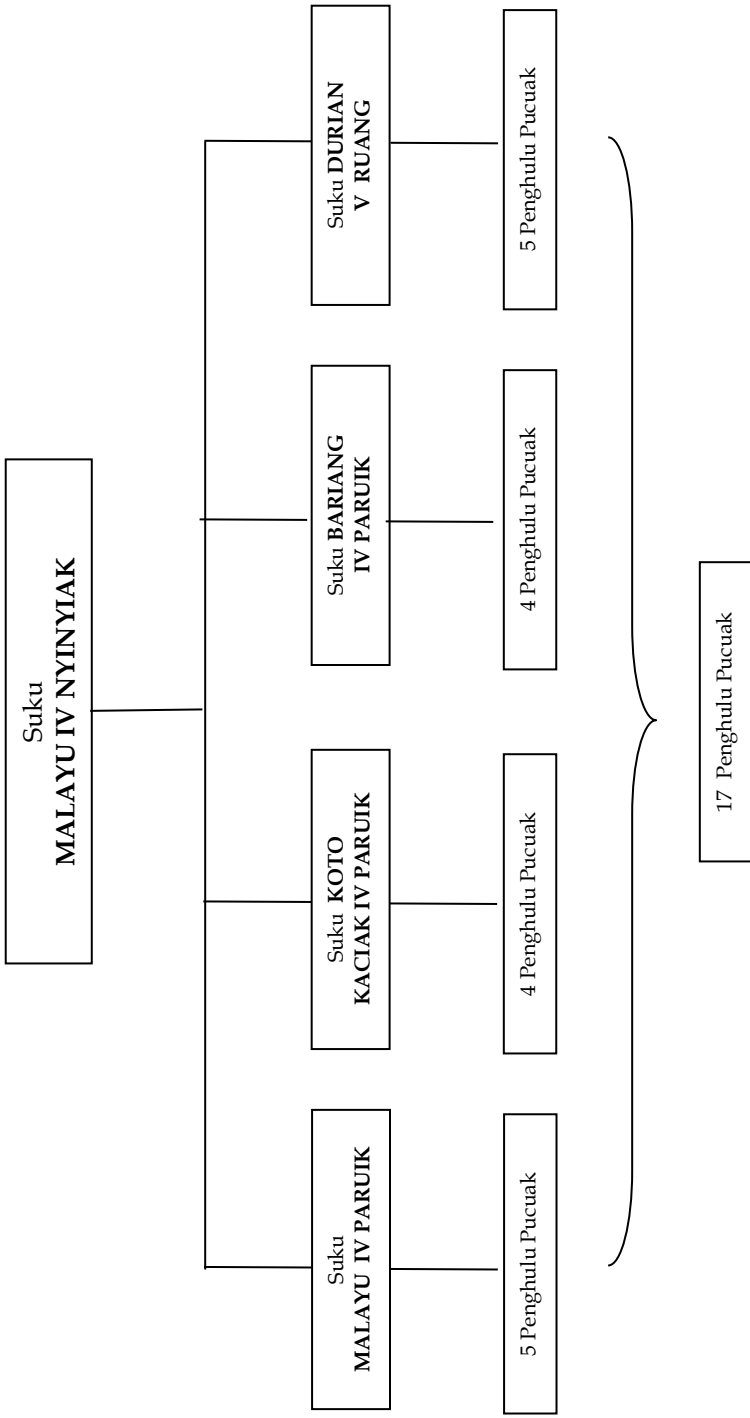 Suku
MALAYU IV NYINYIAK
Suku
MALAYU IV PARUIK
Suku KOTO
KACIAK IV PARUIK
Suku BARIANG
IV PARUIK
Suku DURIAN
V RUANG
5 Penghulu Pucuak
4 Penghulu Pucuak
4 Penghulu Pucuak
5 Penghulu Pucuak
17 Penghulu Pucuak